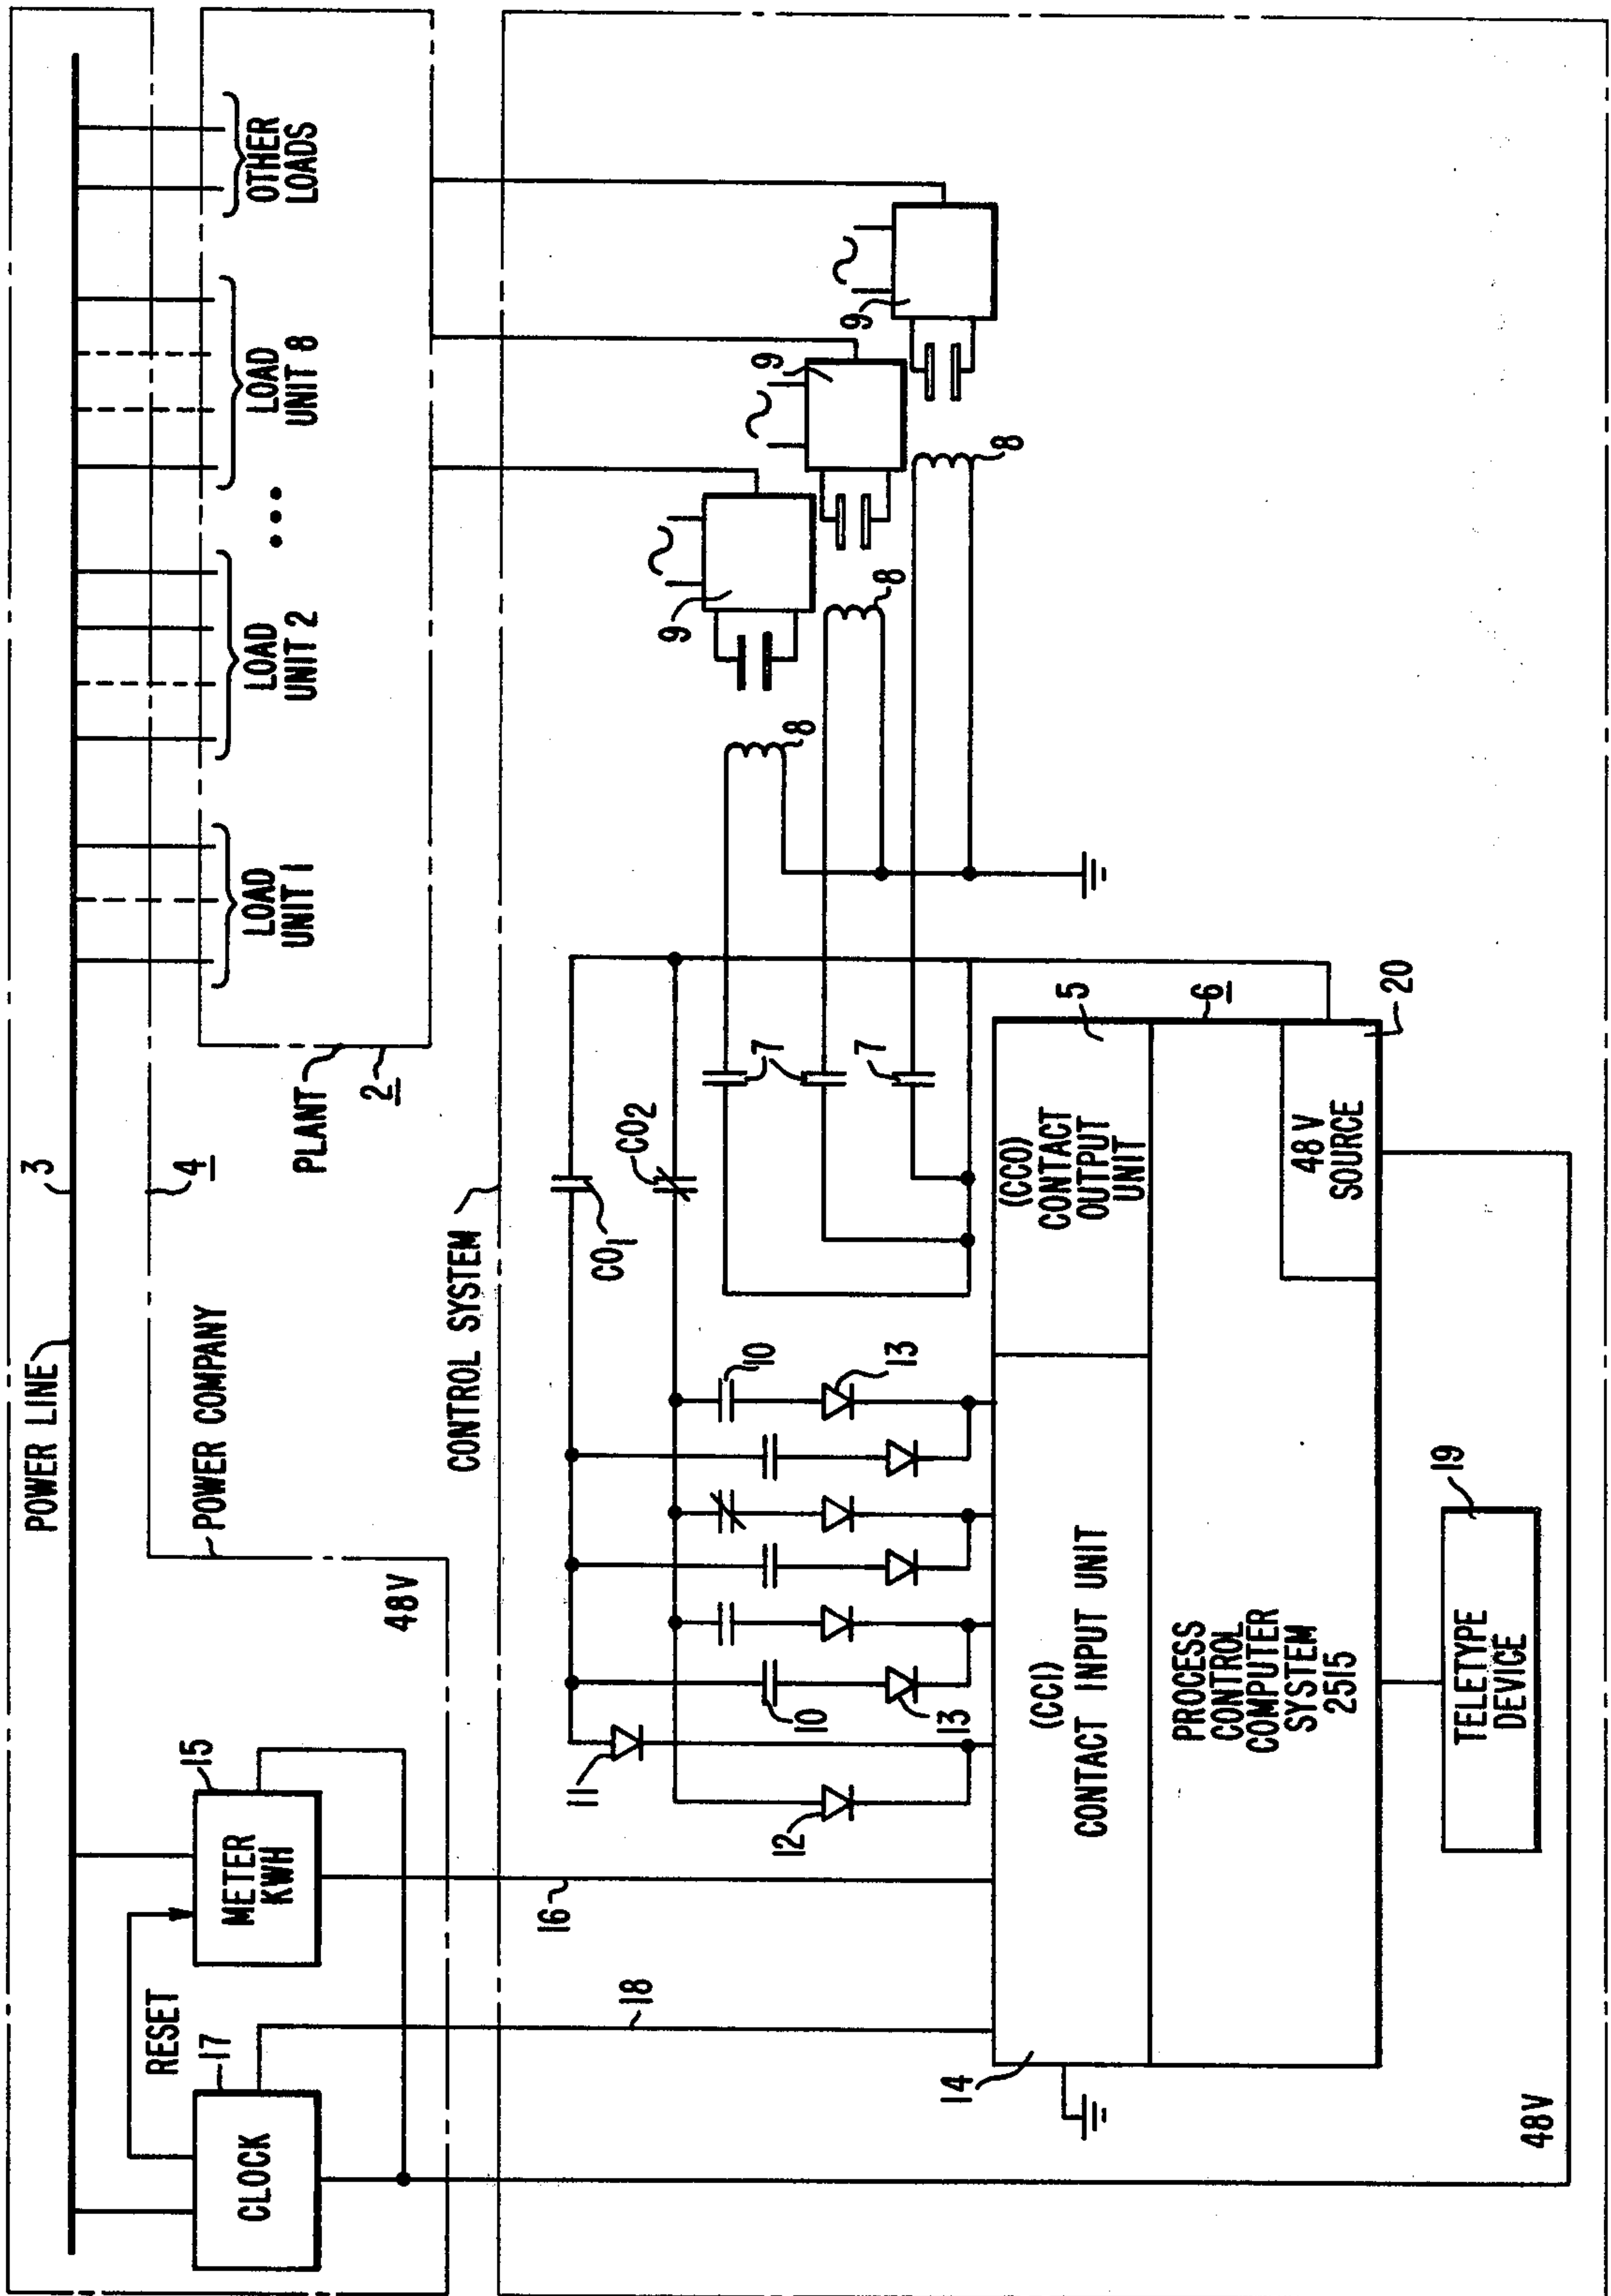 POWER LINE
3
4
POWER COMPANY
48V
PLANT
2
LOAD
UNIT 1
LOAD
UNIT 2
LOAD
UNIT 8
OTHER
LOADS
RESET
17
CLOCK
15
METER
KWH
CONTROL SYSTEM
18
16
11
12
10
13
10
13
CO1
CO2
7
7
8
8
8
9
9
9
14
(CCI)
CONTACT INPUT UNIT
(CCO)
CONTACT
OUTPUT
UNIT
5
6
PROCESS
CONTROL
COMPUTER
SYSTEM
2515
48 V
SOURCE
20
TELETYPE
DEVICE
19
48V